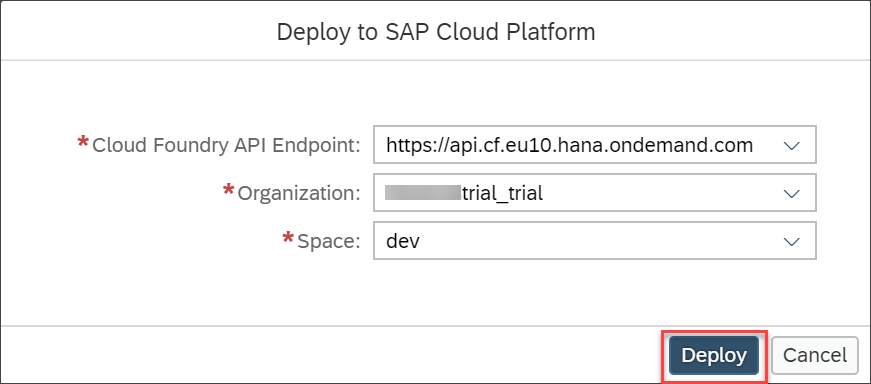 Deploy to SAP Cloud Platform
*Cloud Foundry API Endpoint: https://api.cf.eu10.hana.ondemand.com
*Organization: trial_trial
*Space: dev
Deploy Cancel